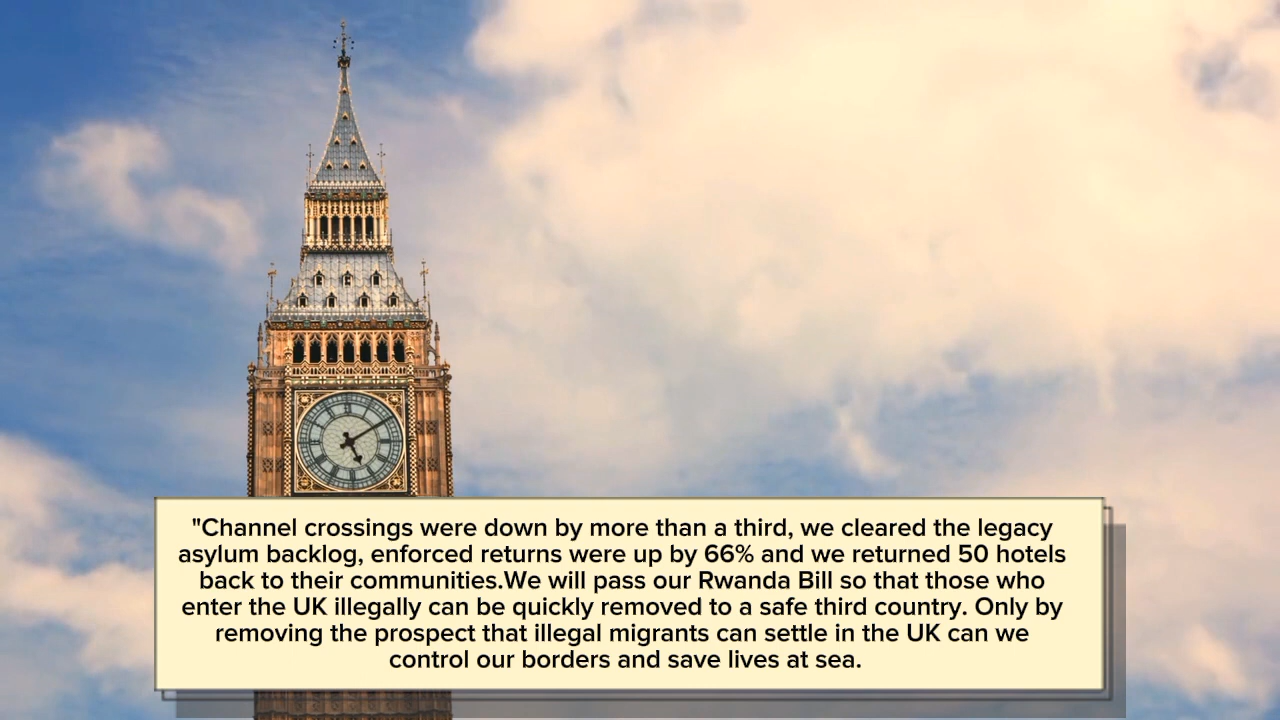 "Channel crossings were down by more than a third, we cleared the legacy
asylum backlog, enforced returns were up by 66% and we returned 50 hotels
back to their communities.We will pass our Rwanda Bill so that those who
enter the UK illegally can be quickly removed to a safe third country. Only by
removing the prospect that illegal migrants can settle in the UK can we
control our borders and save lives at sea.